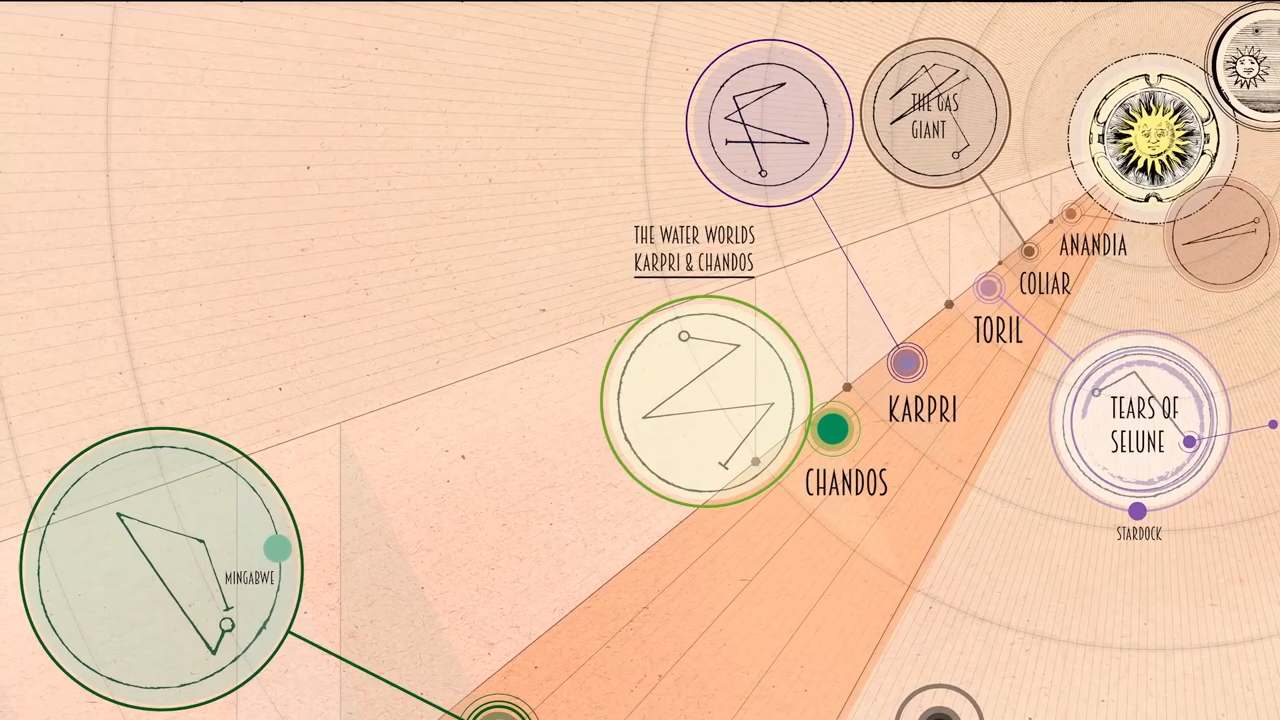 THE GAS
GIANT
THE WATER WORLDS
KARPRI & CHANDOS
ANANDIA
COLIAR
TORIL
KARPRI
TEARS OF
SELUNE
CHANDOS
STARDOCK
MINGABWE